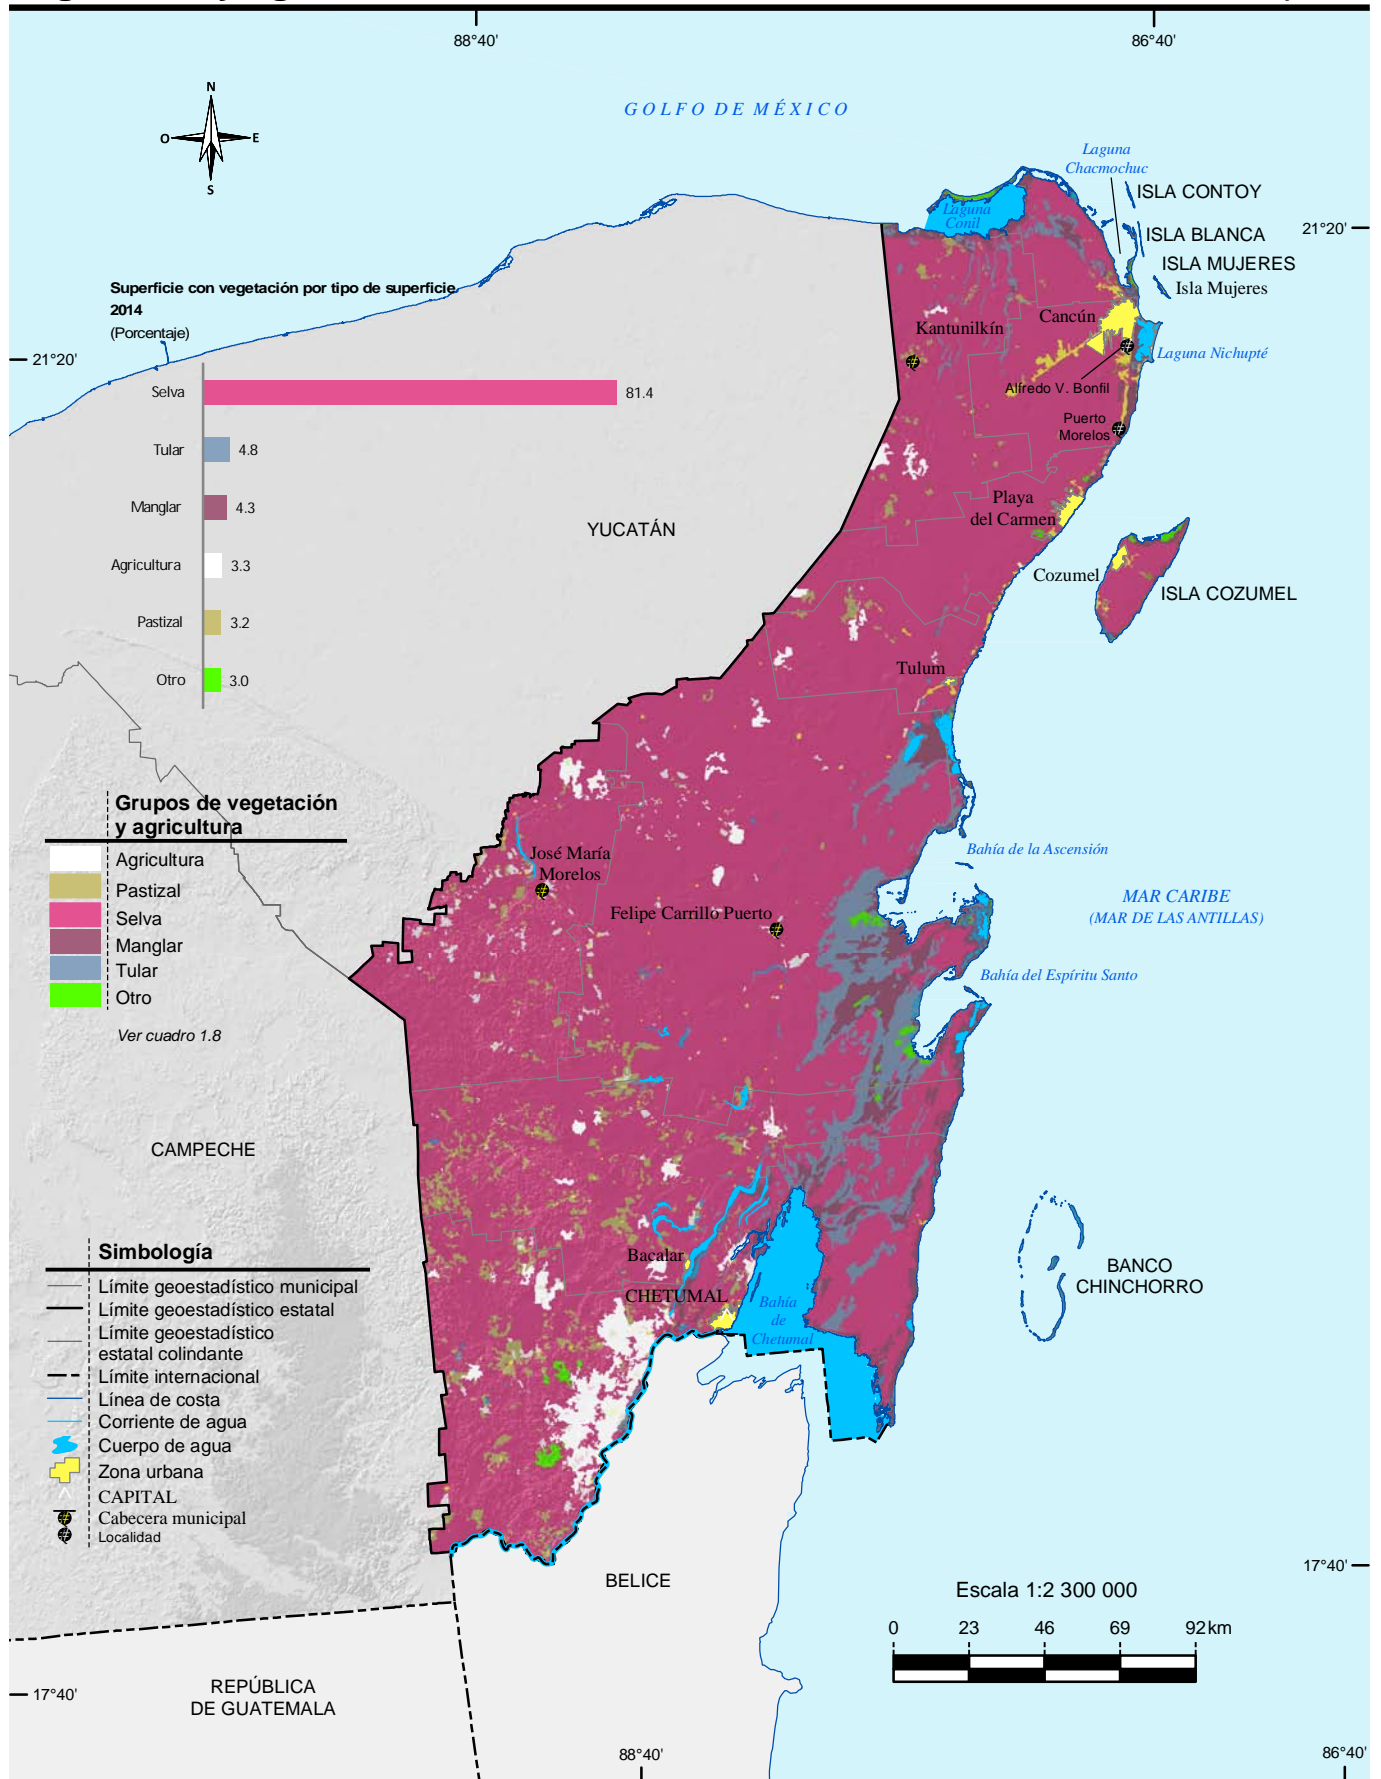 88°40'
86°40'
N
O
E
S
GOLFO DE MÉXICO
Laguna
Chacmochuc
ISLA CONTOY
Laguna
Conil
21°20'
ISLA BLANCA
ISLA MUJERES
Isla Mujeres
Superficie con vegetación por tipo de superficie
2014
(Porcentaje)
Cancún
Kantunilkín
21°20'
Laguna Nichupté
Alfredo V. Bonfil
Selva
81.4
Puerto
Morelos
Tular
4.8
Manglar
4.3
Playa
del Carmen
YUCATÁN
Agricultura
3.3
Cozumel
ISLA COZUMEL
Pastizal
3.2
Tulum
Otro
3.0
Grupos de vegetación
y agricultura
Agricultura
Pastizal
Selva
Manglar
Tular
Otro
Ver cuadro 1.8
José María
Morelos
Bahía de la Ascensión
MAR CARIBE
(MAR DE LAS ANTILLAS)
Felipe Carrillo Puerto
Bahía del Espíritu Santo
CAMPECHE
Bacalar
CHETUMAL
Bahía
de
Chetumal
BANCO
CHINCHORRO
Simbología
Límite geoestadístico municipal
Límite geoestadístico estatal
Límite geoestadístico
estatal colindante
Límite internacional
Línea de costa
Corriente de agua
Cuerpo de agua
Zona urbana
CAPITAL
Cabecera municipal
Localidad
BELICE
17°40'
Escala 1:2 300 000
0 23 46 69 92 km
REPÚBLICA
DE GUATEMALA
17°40'
88°40'
86°40'